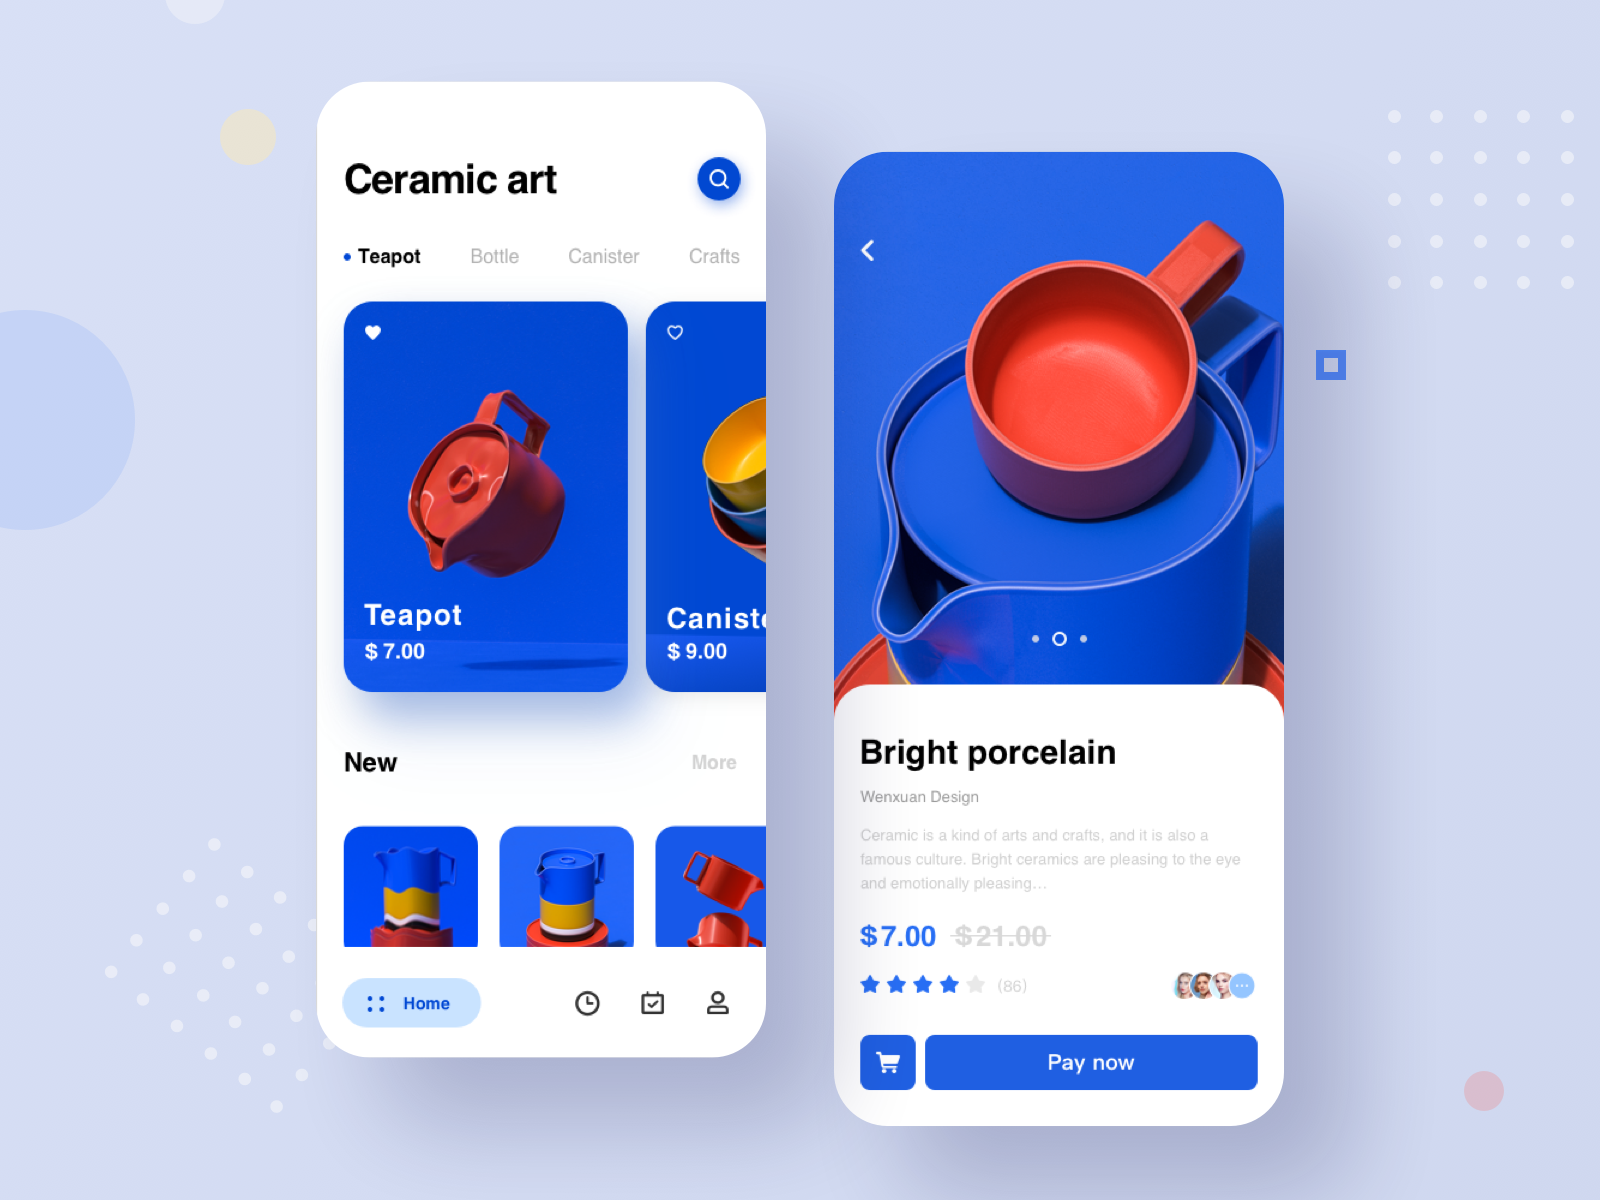 Ceramic art
Teapot Bottle Canister Crafts
Teapot
$ 7.00
Canist
$ 9.00
New More
Home
Bright porcelain
Wenxuan Design
Ceramic is a kind of arts and crafts, and it is also a
famous culture. Bright ceramics are pleasing to the eye
and emotionally pleasing...
$7.00 $21.00
(86)
Pay now